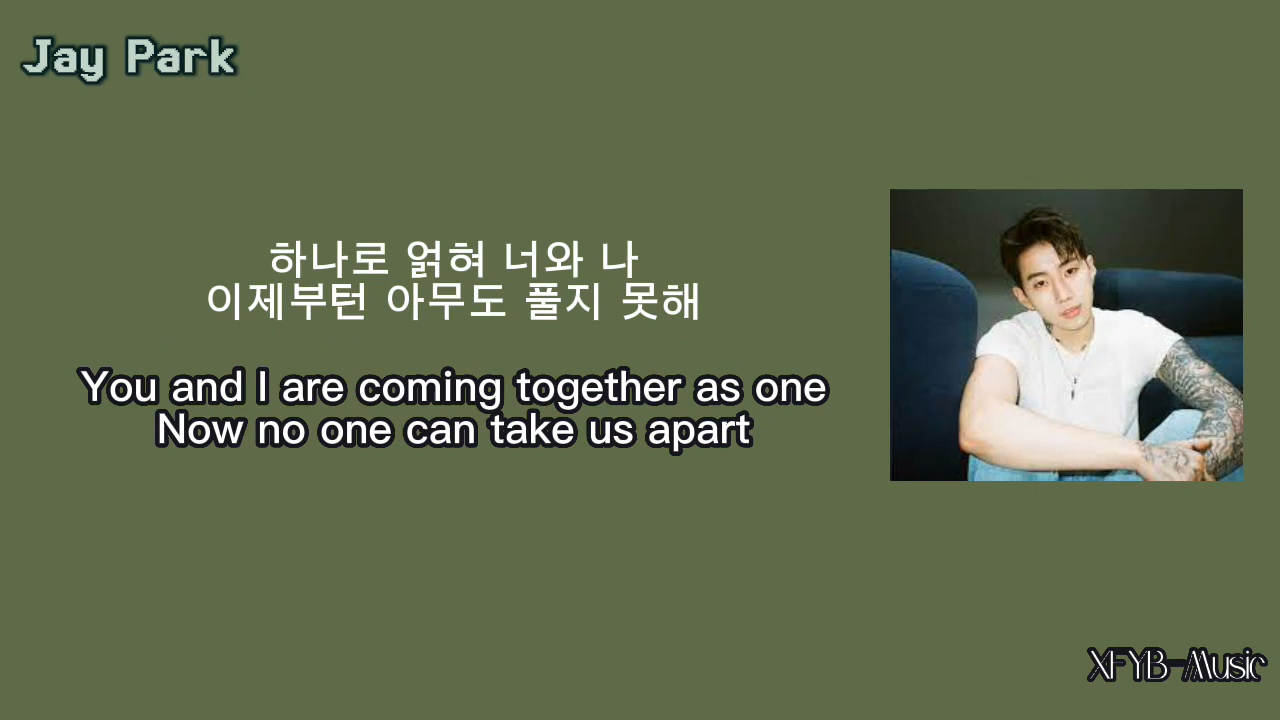 Jay Park
하나로 얽혀 너와 나
이제부턴 아무도 풀지 못해
You and I are coming together as one
Now no one can take us apart
XFYB-Music